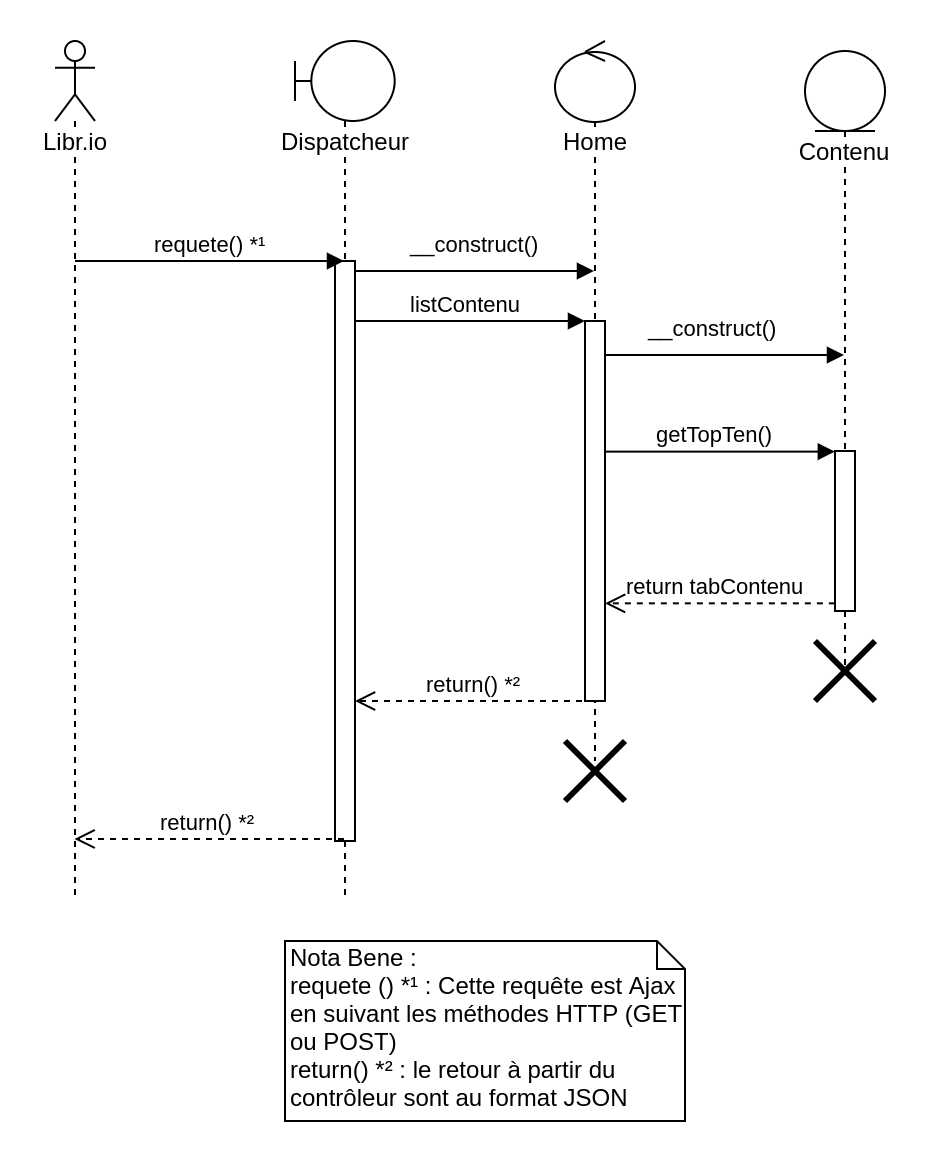 Libr.io
Dispatcheur
Home
Contenu
requete() *¹
__construct()
listContenu
__construct()
getTopTen()
return tabContenu
return() *²
return() *²
Nota Bene :
requete () *¹ : Cette requête est Ajax
en suivant les méthodes HTTP (GET
ou POST)
return() *² : le retour à partir du
contrôleur sont au format JSON